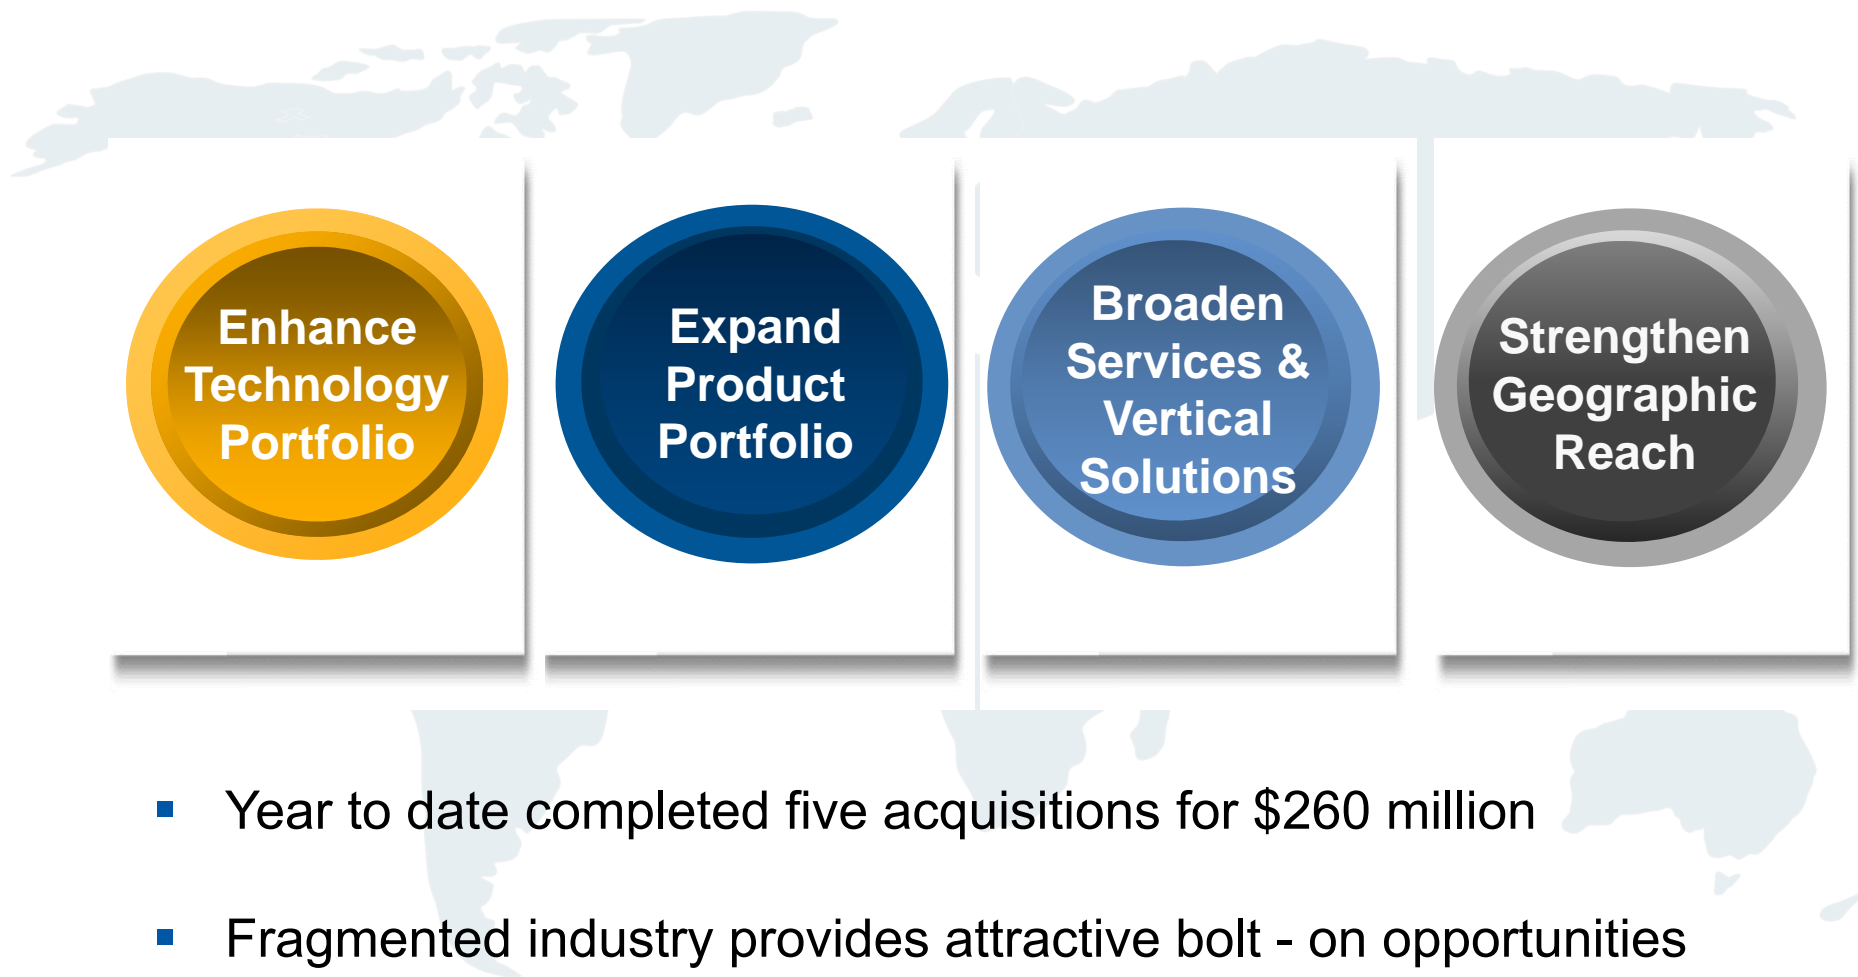 Enhance
Technology
Portfolio
Expand
Product
Portfolio
Broaden
Services &
Vertical
Solutions
Strengthen
Geographic
Reach
▪ Year to date completed five acquisitions for $260 million
▪ Fragmented industry provides attractive bolt - on opportunities